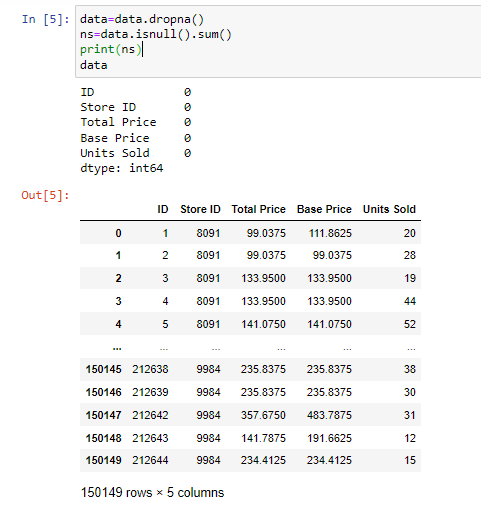 In [5]: data=data.dropna()
ns=data.isnull().sum()
print(ns)
data
ID 0
Store ID 0
Total Price 0
Base Price 0
Units Sold 0
dtype: int64
Out[5]:
ID Store ID Total Price Base Price Units Sold
0 1 8091 99.0375 111.8625 20
1 2 8091 99.0375 99.0375 28
2 3 8091 133.9500 133.9500 19
3 4 8091 133.9500 133.9500 44
4 5 8091 141.0750 141.0750 52
... ... ... ... ... ...
150145 212638 9984 235.8375 235.8375 38
150146 212639 9984 235.8375 235.8375 30
150147 212642 9984 357.6750 483.7875 31
150148 212643 9984 141.7875 191.6625 12
150149 212644 9984 234.4125 234.4125 15
150149 rows × 5 columns